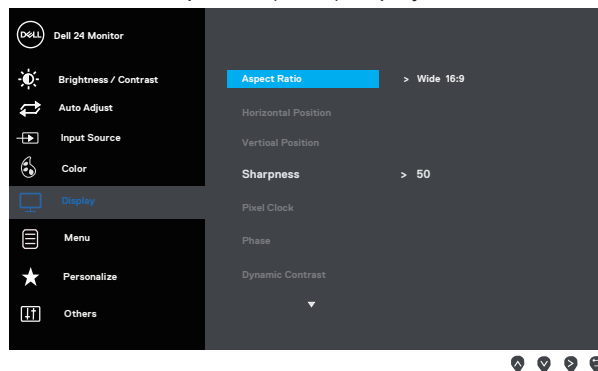 DELL Dell 24 Monitor
Brightness / Contrast
Auto Adjust
Input Source
Color
Display
Menu
Personalize
Others
Aspect Ratio > Wide 16:9
Horizontal Position
Vertical Position
Sharpness > 50
Pixel Clock
Phase
Dynamic Contrast